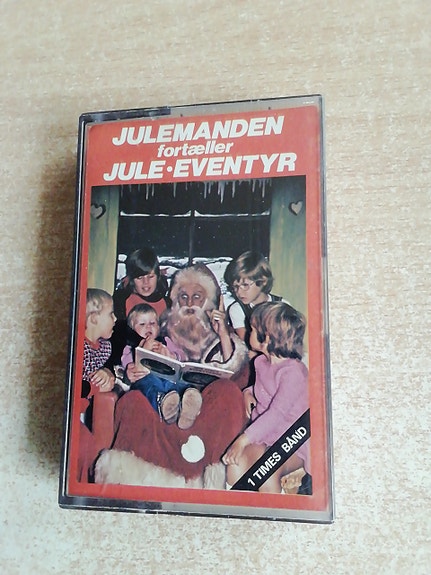 JULEMANDEN
fortæller
JULE•EVENTYR
1 TIMES BÅND